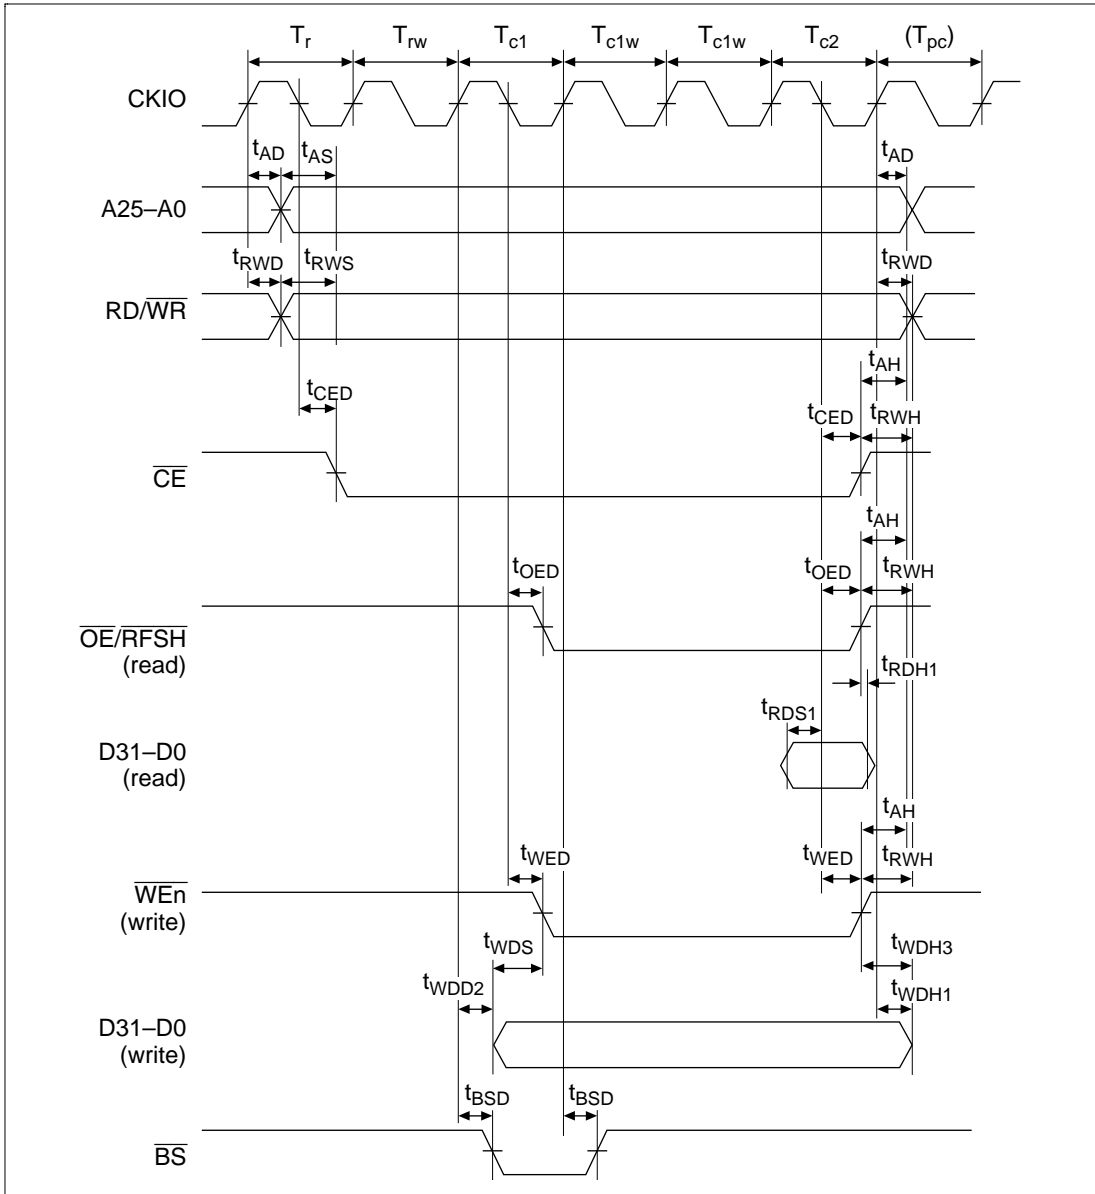 Tr Trw Tc1 Tc1w Tc1w Tc2 (Tpc)
CKIO
tAD tAS tAD
A25–A0
tRWD tRWS tRWD
RD/WR
tAH
tCED tCED tRWH
CE
tAH
tOED tOED tRWH
OE/RFSH
(read)
tRDH1
tRDS1
D31–D0
(read)
tAH
tWED tWED tRWH
WEn
(write)
tWDS tWDH3
tWDD2 tWDH1
D31–D0
(write)
tBSD tBSD
BS